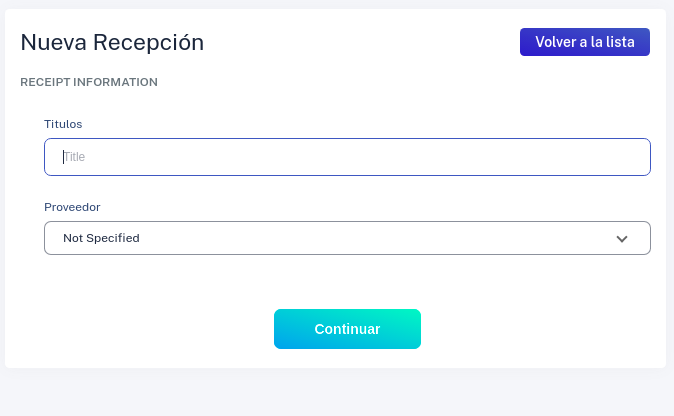 Nueva Recepción
Volver a la lista
RECEIPT INFORMATION
Titulos
Title
Proveedor
Not Specified
Continuar